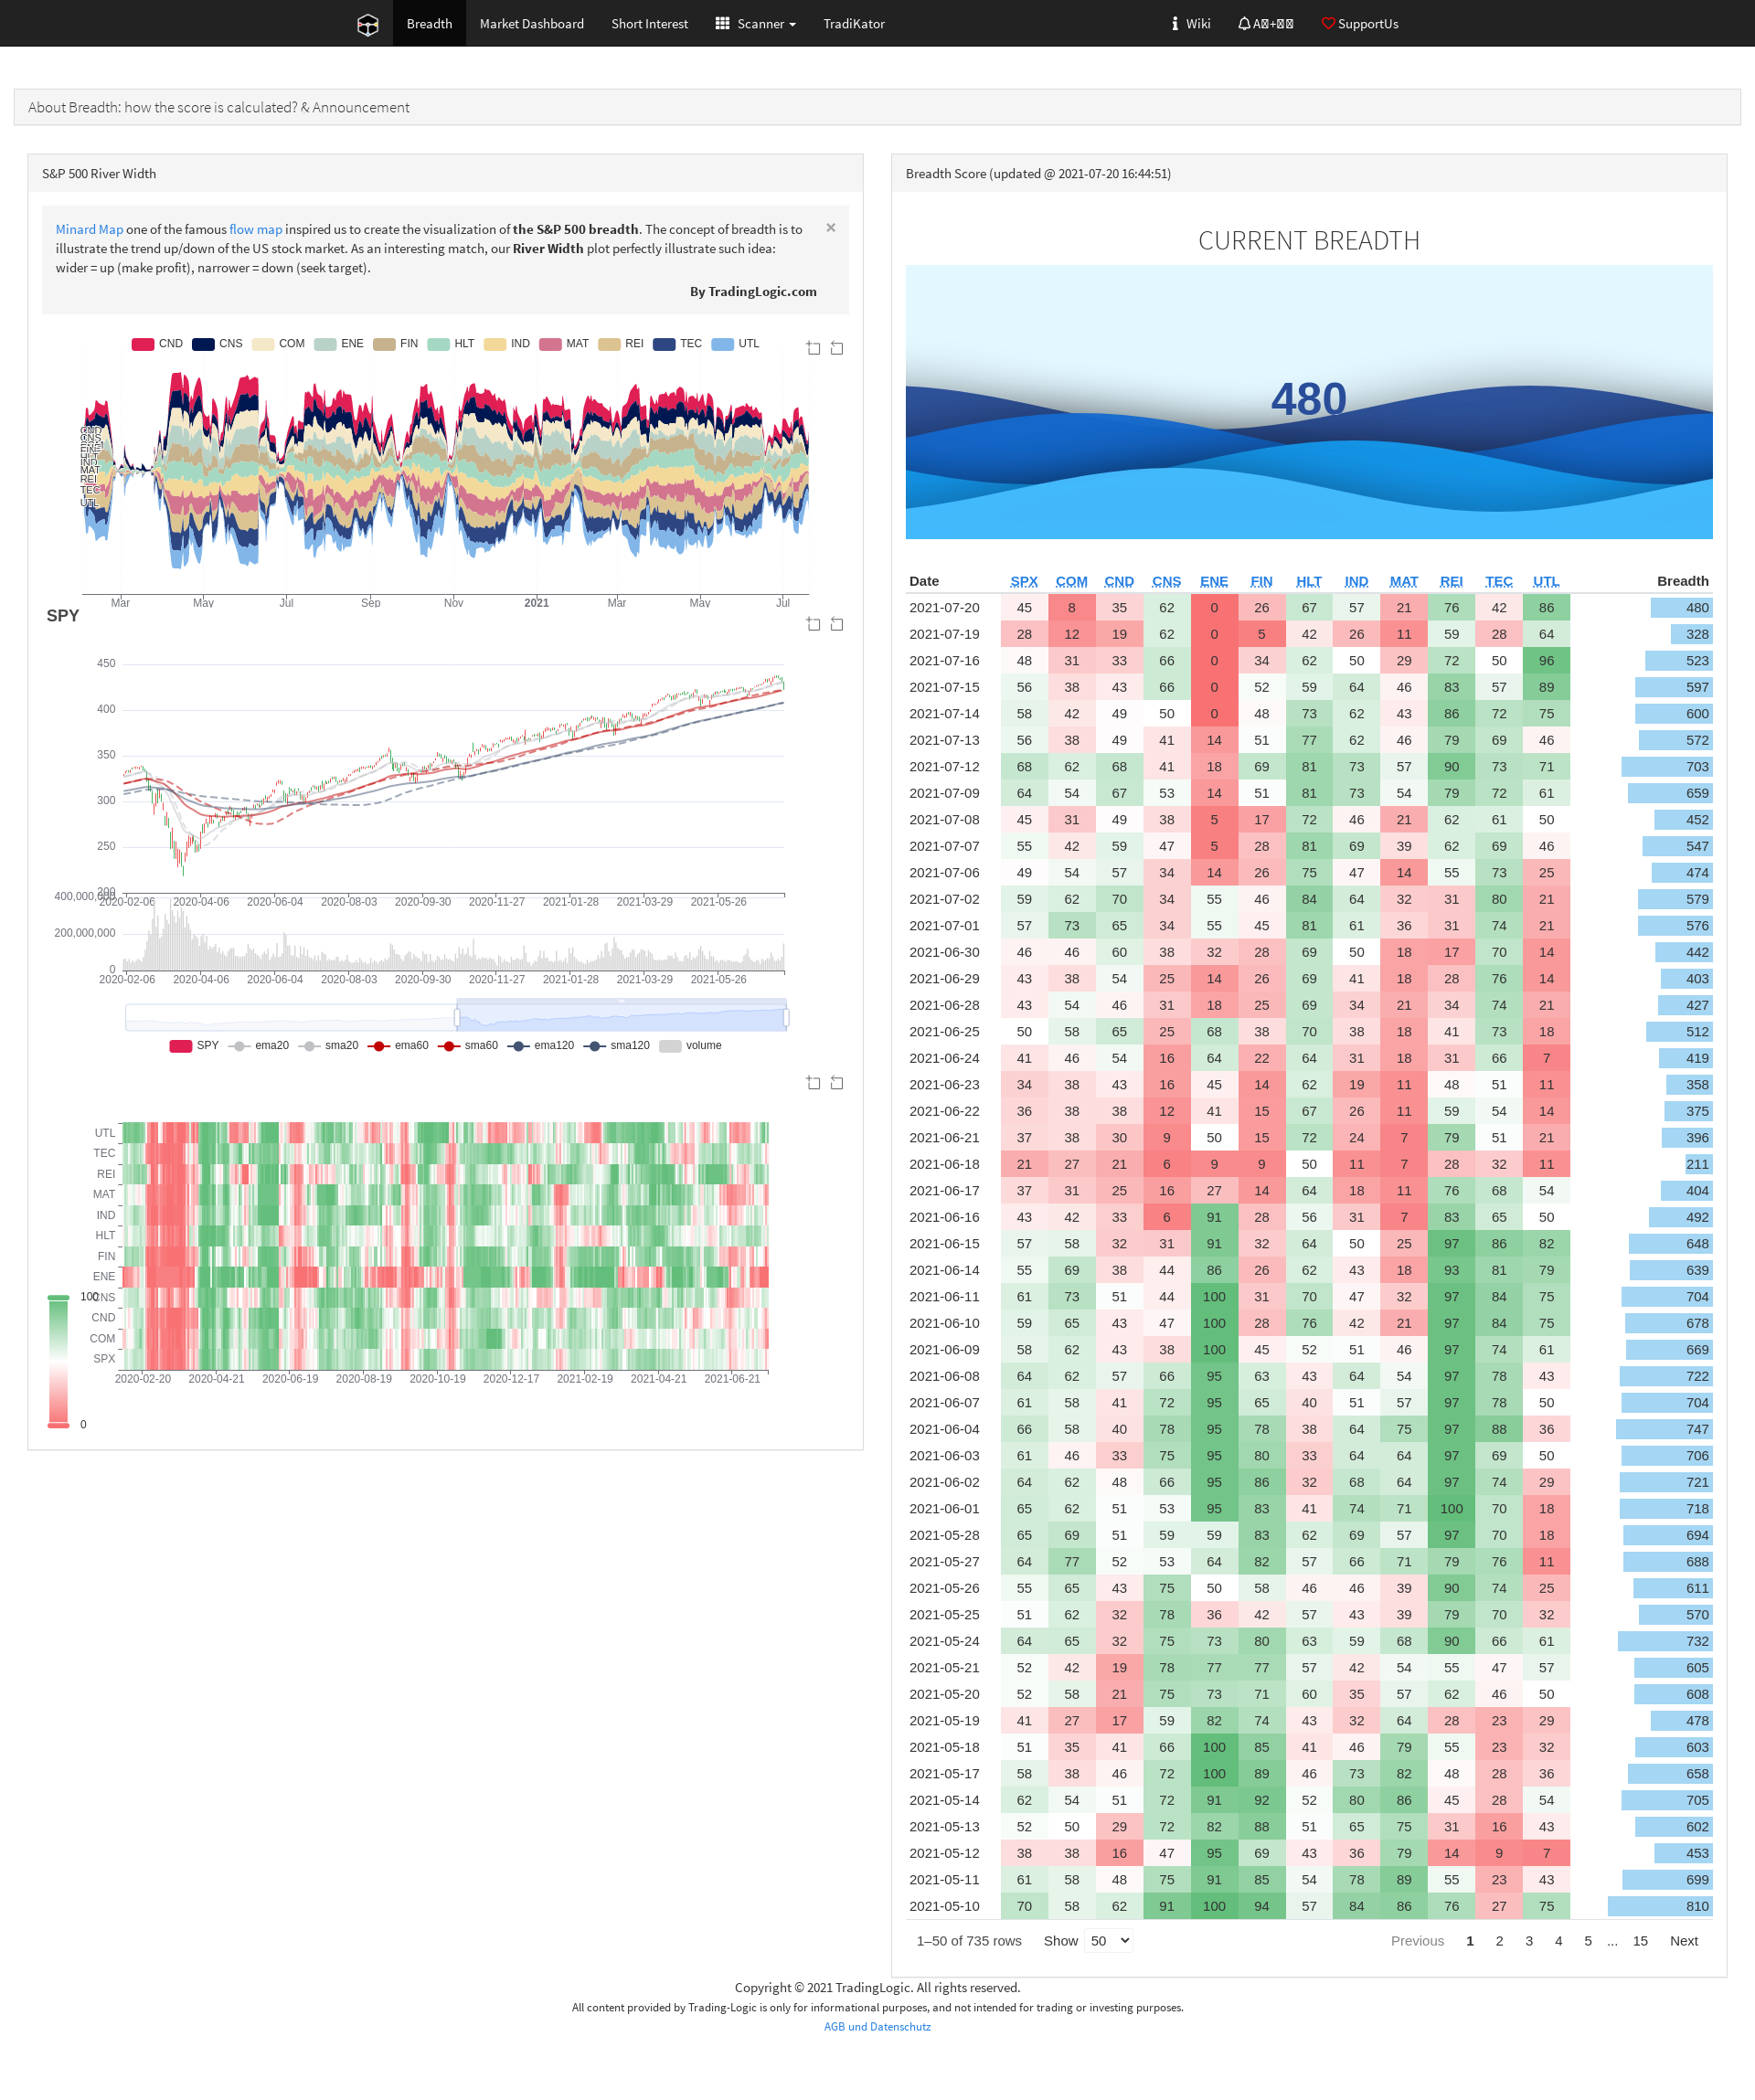 Breadth Market Dashboard Short Interest Scanner TradiKator Wiki SupportUs
About Breadth: how the score is calculated? & Announcement
S&P 500 River Width
Minard Map one of the famous flow map inspired us to create the visualization of the S&P 500 breadth. The concept of breadth is to
illustrate the trend up/down of the US stock market. As an interesting match, our River Width plot perfectly illustrate such idea:
wider = up (make profit), narrower = down (seek target).
By TradingLogic.com
×
CND CNS COM ENE FIN HLT IND MAT REI TEC UTL
CND
CNS
HLT
IND
MAT
REI
TEC
UTL
Mar May Jul Sep Nov 2021 Mar May Jul
SPY
450
400
350
300
250
200
2020-02-06 2020-04-06 2020-06-04 2020-08-03 2020-09-30 2020-11-27 2021-01-28 2021-03-29 2021-05-26
400,000,000
200,000,000
0
2020-02-06 2020-04-06 2020-06-04 2020-08-03 2020-09-30 2020-11-27 2021-01-28 2021-03-29 2021-05-26
SPY ema20 sma20 ema60 sma60 ema120 sma120 volume
UTL
TEC
REI
MAT
IND
HLT
FIN
ENE
CNS
CND
COM
SPX
100
0
2020-02-20 2020-04-21 2020-06-19 2020-08-19 2020-10-19 2020-12-17 2021-02-19 2021-04-21 2021-06-21
Breadth Score (updated @ 2021-07-20 16:44:51)
CURRENT BREADTH
480
Date SPX COM CND CNS ENE FIN HLT IND MAT REI TEC UTL Breadth
2021-07-20 45 8 35 62 0 26 67 57 21 76 42 86 480
2021-07-19 28 12 19 62 0 5 42 26 11 59 28 64 328
2021-07-16 48 31 33 66 0 34 62 50 29 72 50 96 523
2021-07-15 56 38 43 66 0 52 59 64 46 83 57 89 597
2021-07-14 58 42 49 50 0 48 73 62 43 86 72 75 600
2021-07-13 56 38 49 41 14 51 77 62 46 79 69 46 572
2021-07-12 68 62 68 41 18 69 81 73 57 90 73 71 703
2021-07-09 64 54 67 53 14 51 81 73 54 79 72 61 659
2021-07-08 45 31 49 38 5 17 72 46 21 62 61 50 452
2021-07-07 55 42 59 47 5 28 81 69 39 62 69 46 547
2021-07-06 49 54 57 34 14 26 75 47 14 55 73 25 474
2021-07-02 59 62 70 34 55 46 84 64 32 31 80 21 579
2021-07-01 57 73 65 34 55 45 81 61 36 31 74 21 576
2021-06-30 46 46 60 38 32 28 69 50 18 17 70 14 442
2021-06-29 43 38 54 25 14 26 69 41 18 28 76 14 403
2021-06-28 43 54 46 31 18 25 69 34 21 34 74 21 427
2021-06-25 50 58 65 25 68 38 70 38 18 41 73 18 512
2021-06-24 41 46 54 16 64 22 64 31 18 31 66 7 419
2021-06-23 34 38 43 16 45 14 62 19 11 48 51 11 358
2021-06-22 36 38 38 12 41 15 67 26 11 59 54 14 375
2021-06-21 37 38 30 9 50 15 72 24 7 79 51 21 396
2021-06-18 21 27 21 6 9 9 50 11 7 28 32 11 211
2021-06-17 37 31 25 16 27 14 64 18 11 76 68 54 404
2021-06-16 43 42 33 6 91 28 56 31 7 83 65 50 492
2021-06-15 57 58 32 31 91 32 64 50 25 97 86 82 648
2021-06-14 55 69 38 44 86 26 62 43 18 93 81 79 639
2021-06-11 61 73 51 44 100 31 70 47 32 97 84 75 704
2021-06-10 59 65 43 47 100 28 76 42 21 97 84 75 678
2021-06-09 58 62 43 38 100 45 52 51 46 97 74 61 669
2021-06-08 64 62 57 66 95 63 43 64 54 97 78 43 722
2021-06-07 61 58 41 72 95 65 40 51 57 97 78 50 704
2021-06-04 66 58 40 78 95 78 38 64 75 97 88 36 747
2021-06-03 61 46 33 75 95 80 33 64 64 97 69 50 706
2021-06-02 64 62 48 66 95 86 32 68 64 97 74 29 721
2021-06-01 65 62 51 53 95 83 41 74 71 100 70 18 718
2021-05-28 65 69 51 59 59 83 62 69 57 97 70 18 694
2021-05-27 64 77 52 53 64 82 57 66 71 79 76 11 688
2021-05-26 55 65 43 75 50 58 46 46 39 90 74 25 611
2021-05-25 51 62 32 78 36 42 57 43 39 79 70 32 570
2021-05-24 64 65 32 75 73 80 63 59 68 90 66 61 732
2021-05-21 52 42 19 78 77 77 57 42 54 55 47 57 605
2021-05-20 52 58 21 75 73 71 60 35 57 62 46 50 608
2021-05-19 41 27 17 59 82 74 43 32 64 28 23 29 478
2021-05-18 51 35 41 66 100 85 41 46 79 55 23 32 603
2021-05-17 58 38 46 72 100 89 46 73 82 48 28 36 658
2021-05-14 62 54 51 72 91 92 52 80 86 45 28 54 705
2021-05-13 52 50 29 72 82 88 51 65 75 31 16 43 602
2021-05-12 38 38 16 47 95 69 43 36 79 14 9 7 453
2021-05-11 61 58 48 75 91 85 54 78 89 55 23 43 699
2021-05-10 70 58 62 91 100 94 57 84 86 76 27 75 810
1–50 of 735 rows Show 50 Previous 1 2 3 4 5 ... 15 Next
Copyright © 2021 TradingLogic. All rights reserved.
All content provided by Trading-Logic is only for informational purposes, and not intended for trading or investing purposes.
AGB und Datenschutz